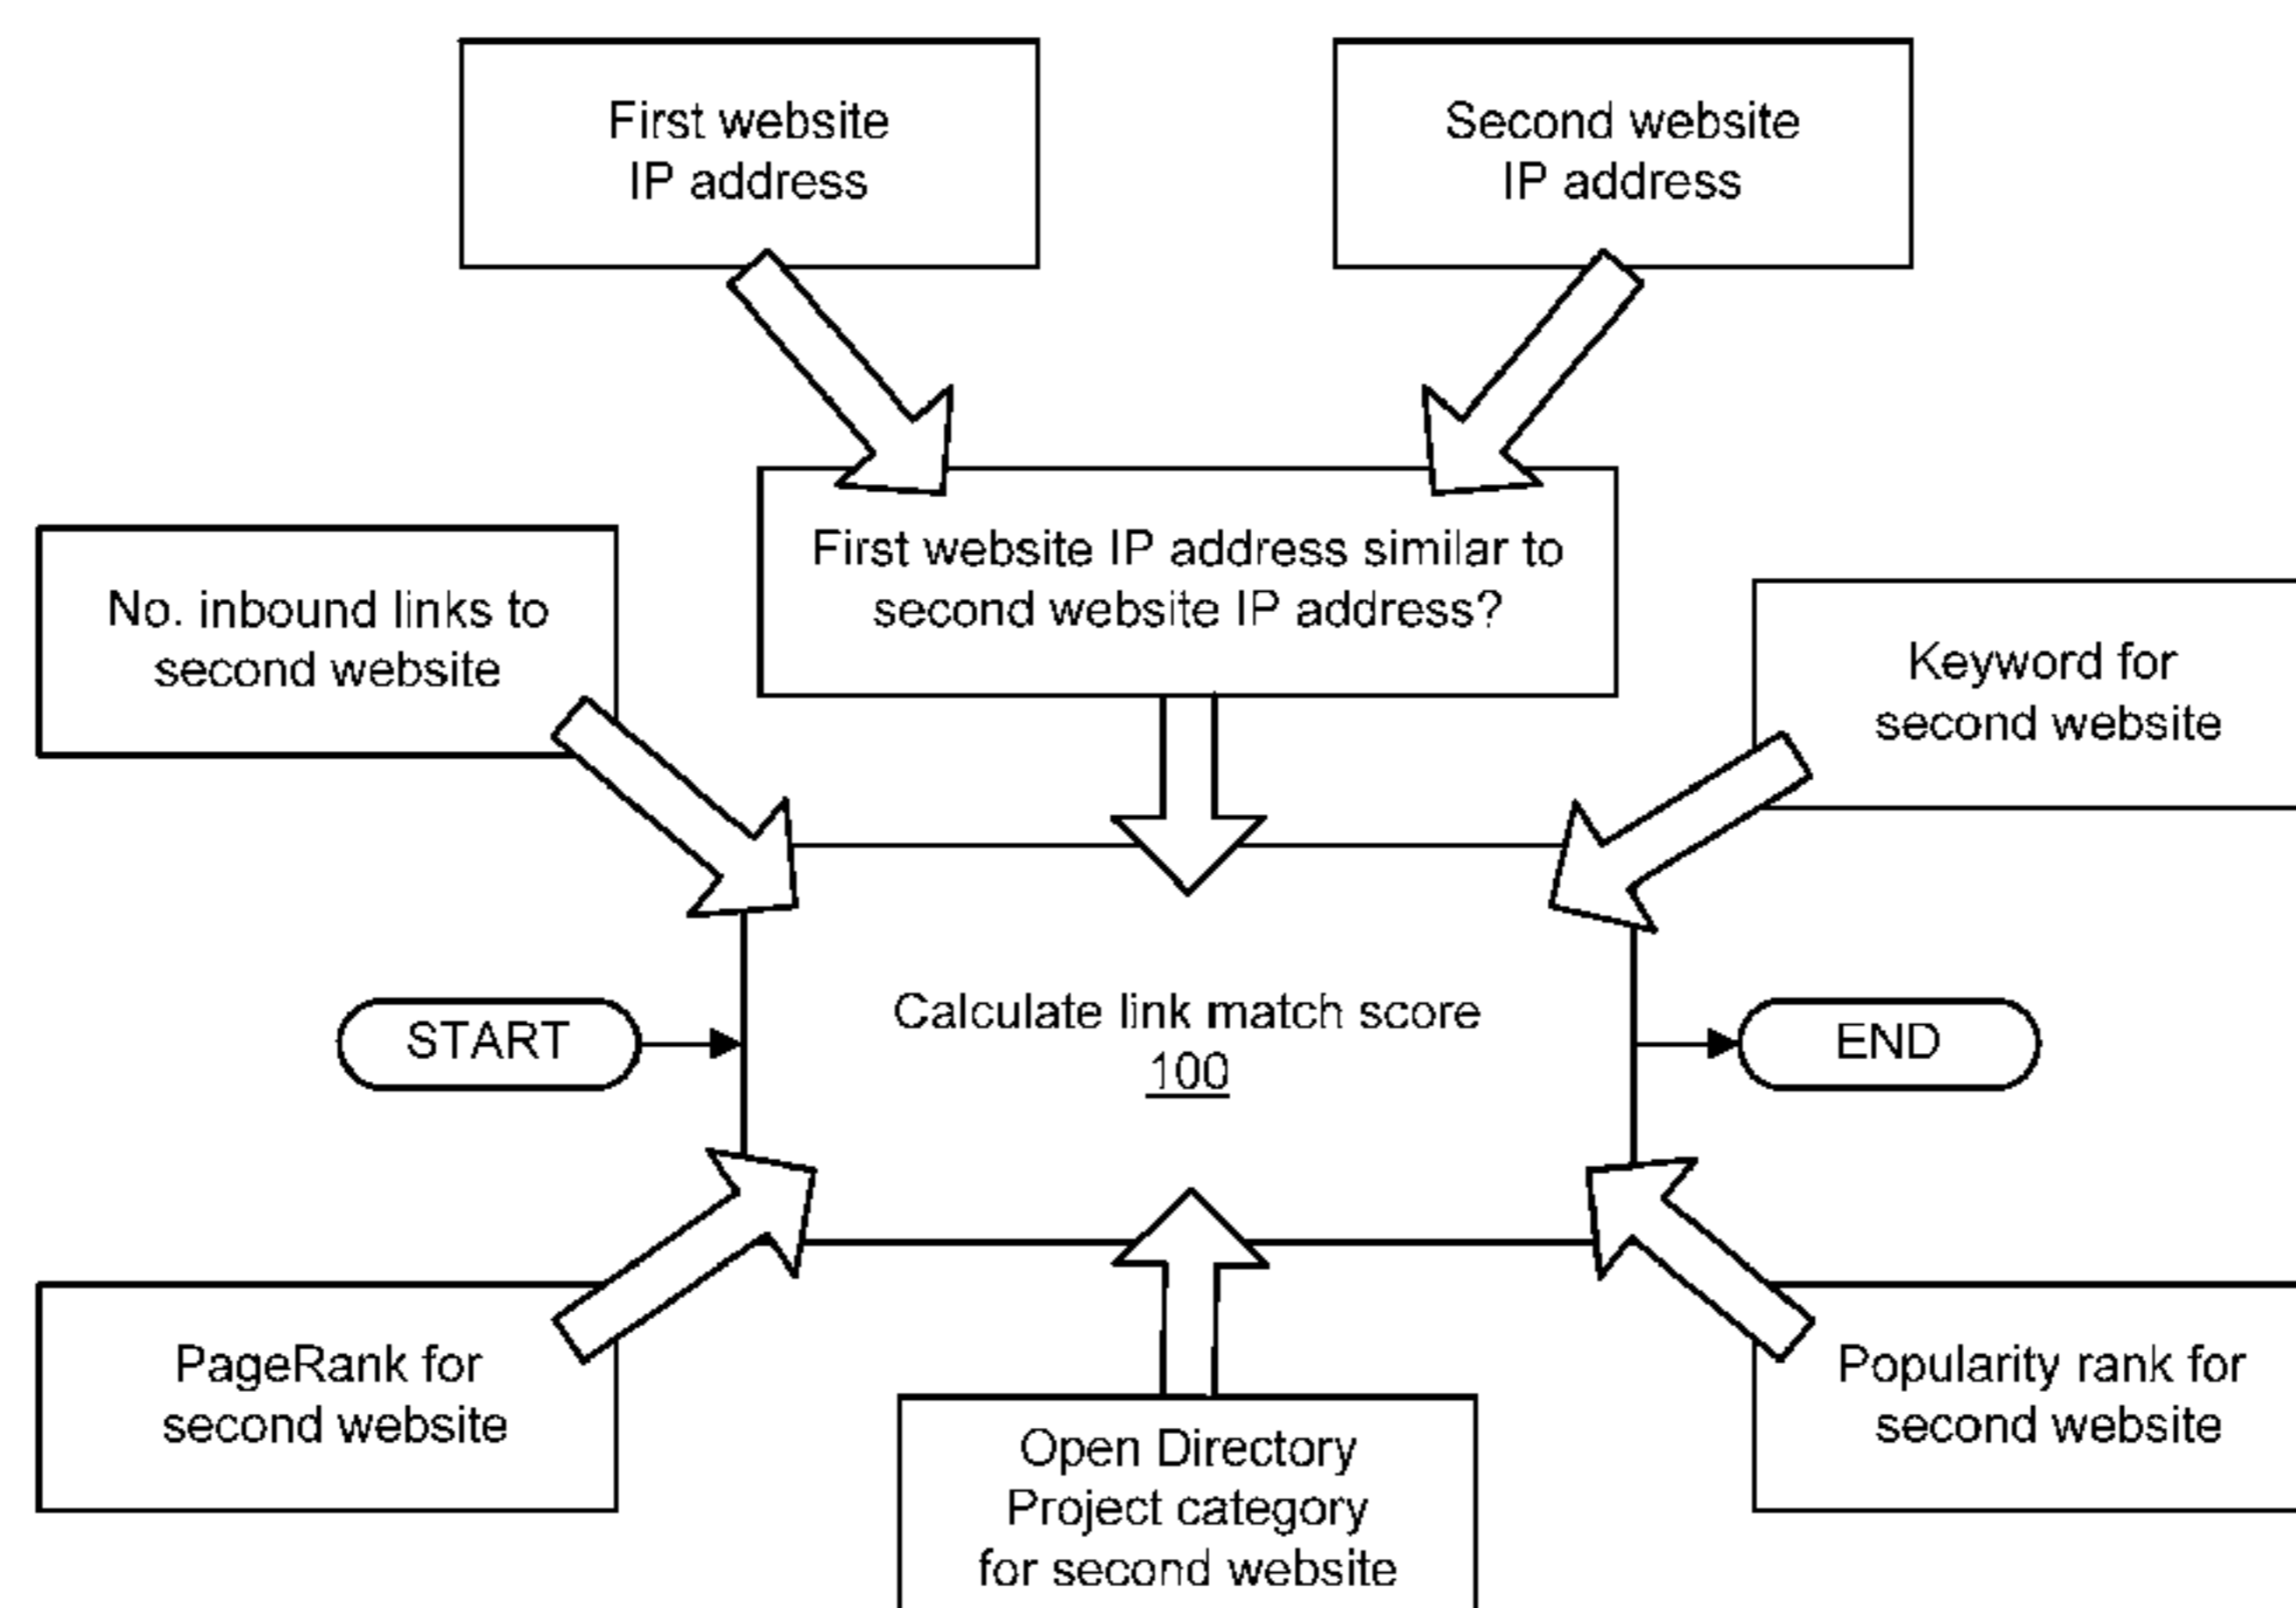 First website
IP address
Second website
IP address
First website IP address similar to
second website IP address?
No. inbound links to
second website
Keyword for
second website
START
Calculate link match score
100
END
PageRank for
second website
Open Directory
Project category
for second website
Popularity rank for
second website